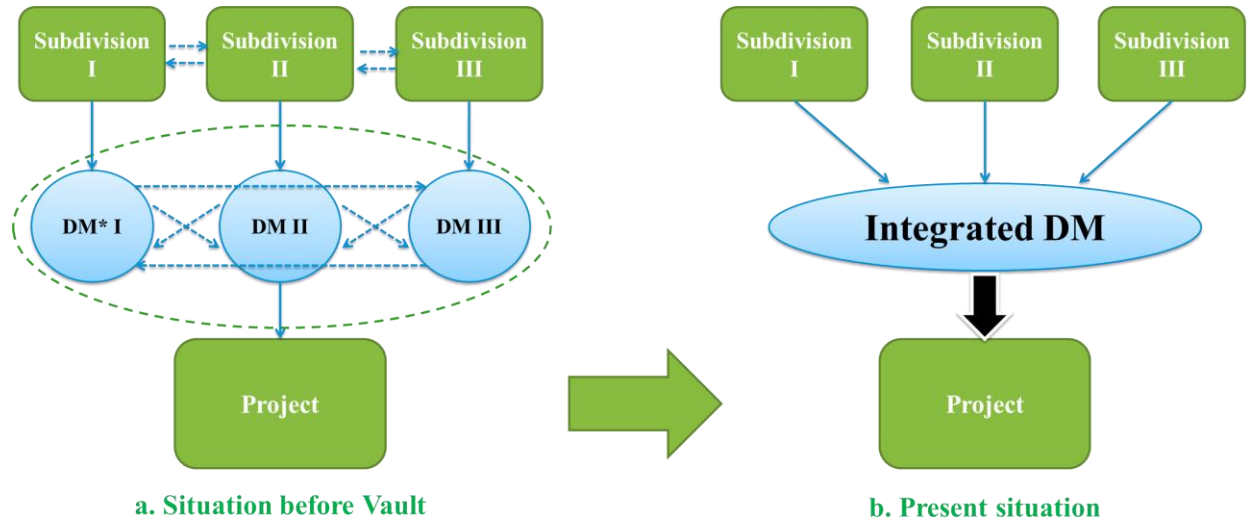 Subdivision
I
Subdivision
II
Subdivision
III
DM* I
DM II
DM III
Project
a. Situation before Vault
Subdivision
I
Subdivision
II
Subdivision
III
Integrated DM
Project
b. Present situation